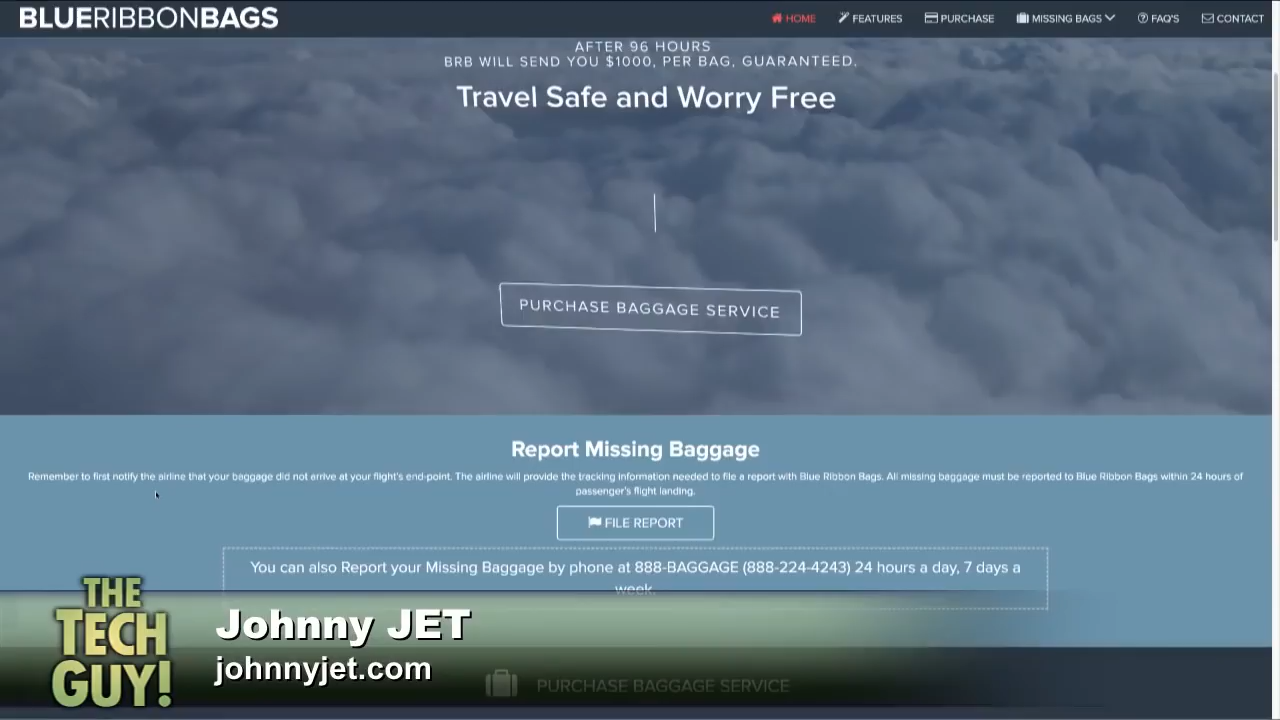 BLUERIBBONBAGS
HOME FEATURES PURCHASE MISSING BAGS FAQ'S CONTACT
AFTER 96 HOURS
BRB WILL SEND YOU $1000, PER BAG, GUARANTEED.
Travel Safe and Worry Free
PURCHASE BAGGAGE SERVICE
Report Missing Baggage
Remember to first notify the airline that your baggage did not arrive at your flight's end-point. The airline will provide the tracking information needed to file a report with Blue Ribbon Bags. All missing baggage must be reported to Blue Ribbon Bags within 24 hours of
passenger's flight landing.
FILE REPORT
You can also Report your Missing Baggage by phone at 888-BAGGAGE (888-224-4243) 24 hours a day, 7 days a
week.
THE
TECH
GUY!
Johnny JET
johnnyjet.com
PURCHASE BAGGAGE SERVICE